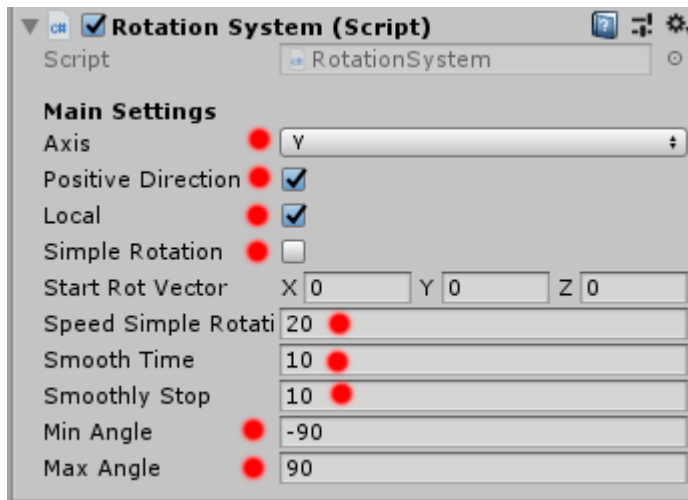 Rotation System (Script)
Script RotationSystem
Main Settings
Axis Y
Positive Direction
Local
Simple Rotation
Start Rot Vector X 0 Y 0 Z 0
Speed Simple Rotati 20
Smooth Time 10
Smoothly Stop 10
Min Angle -90
Max Angle 90